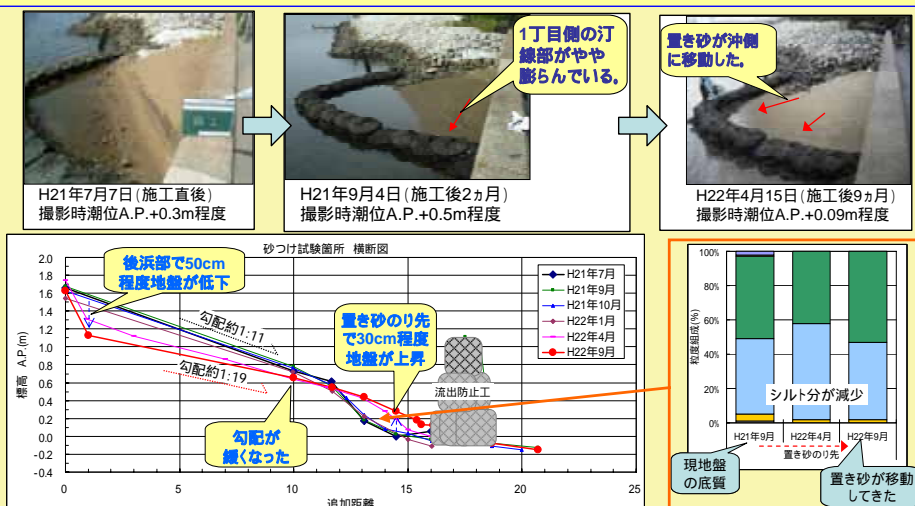 1丁目側の汀
線部がやや
膨らんでいる。
置き砂が沖側
に移動した。
H21年7月7日(施工直後)
撮影時潮位A.P.+0.3m程度
H21年9月4日(施工後2ヵ月)
撮影時潮位A.P.+0.5m程度
H22年4月15日(施工後9ヵ月)
撮影時潮位A.P.+0.09m程度
砂つけ試験箇所 横断図
標高 A.P.(m)
2.0
1.8
1.6
1.4
1.2
1.0
0.8
0.6
0.4
0.2
0.0
-0.2
-0.4
0
5
10
15
20
25
追加距離
後浜部で50cm
程度地盤が低下
勾配約1:11
勾配約1:19
勾配が
緩くなった
置き砂ののり先
で30cm程度
地盤が上昇
流出防止工
H21年7月
H21年9月
H21年10月
H22年1月
H22年4月
H22年9月
粒度組成(%)
100%
80%
60%
40%
20%
0%
シルト分が減少
H21年9月
H22年4月
H22年9月
置き砂のり先
現地盤
の底質
置き砂が移動
してきた